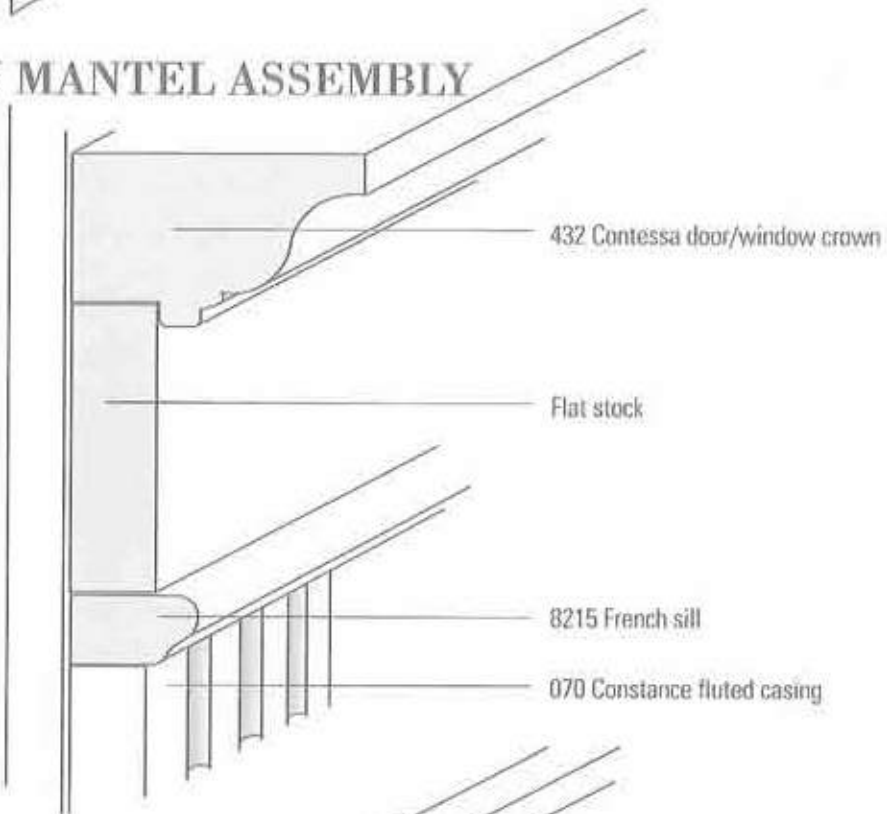 MANTEL ASSEMBLY
432 Contessa door/window crown
Flat stock
8215 French sill
070 Constance fluted casing